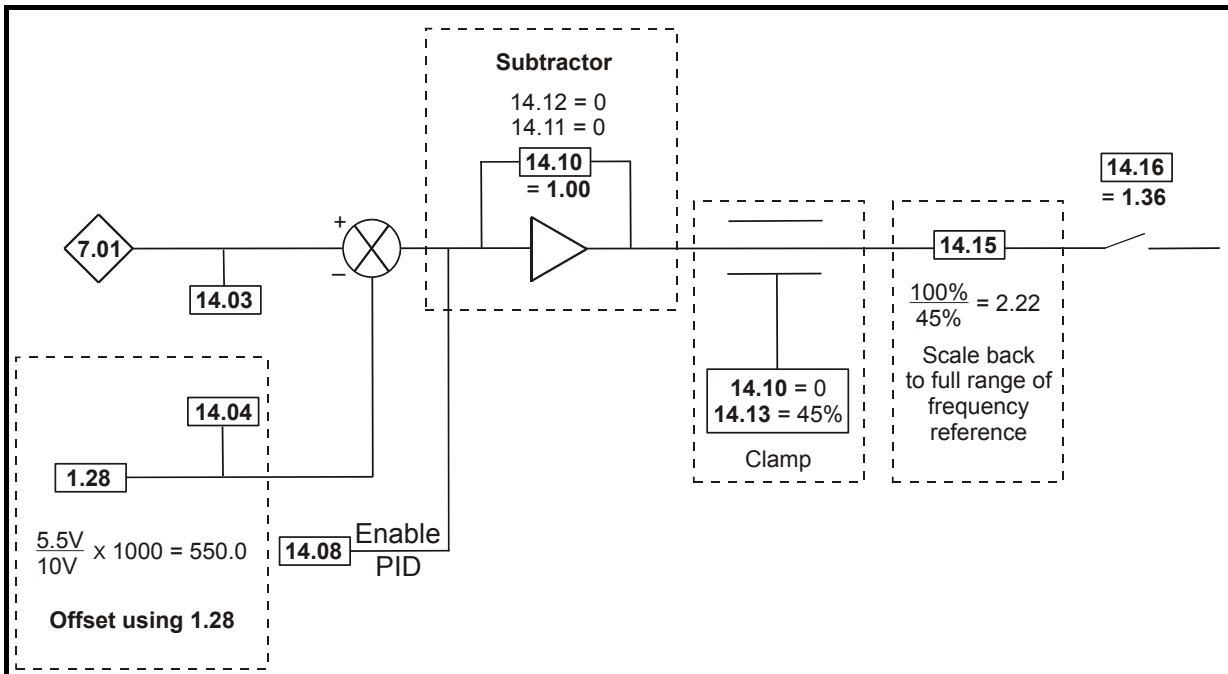 Subtractor
14.12 = 0
14.11 = 0
14.10
= 1.00
14.16
= 1.36
7.01
+
–
14.03
14.15
100%
45%
= 2.22
Scale back
to full range of
frequency
reference
14.10 = 0
14.13 = 45%
Clamp
14.04
1.28
5.5V
10V
x 1000 = 550.0
Offset using 1.28
14.08
Enable
PID